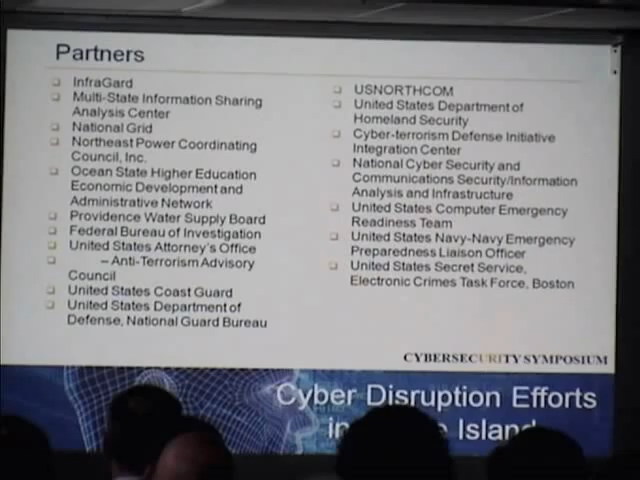 Partners
InfraGard
Multi-State Information Sharing
Analysis Center
National Grid
Northeast Power Coordinating
Council, Inc.
Ocean State Higher Education
Economic Development and
Administrative Network
Providence Water Supply Board
Federal Bureau of Investigation
United States Attorney's Office
– Anti-Terrorism Advisory
Council
United States Coast Guard
United States Department of
Defense, National Guard Bureau
USNORTHCOM
United States Department of
Homeland Security
Cyber-terrorism Defense Initiative
Integration Center
National Cyber Security and
Communications Security/Information
Analysis and Infrastructure
United States Computer Emergency
Readiness Team
United States Navy-Navy Emergency
Preparedness Liaison Officer
United States Secret Service,
Electronic Crimes Task Force, Boston
CYBERSECURITY SYMPOSIUM
Cyber Disruption Efforts
in Island